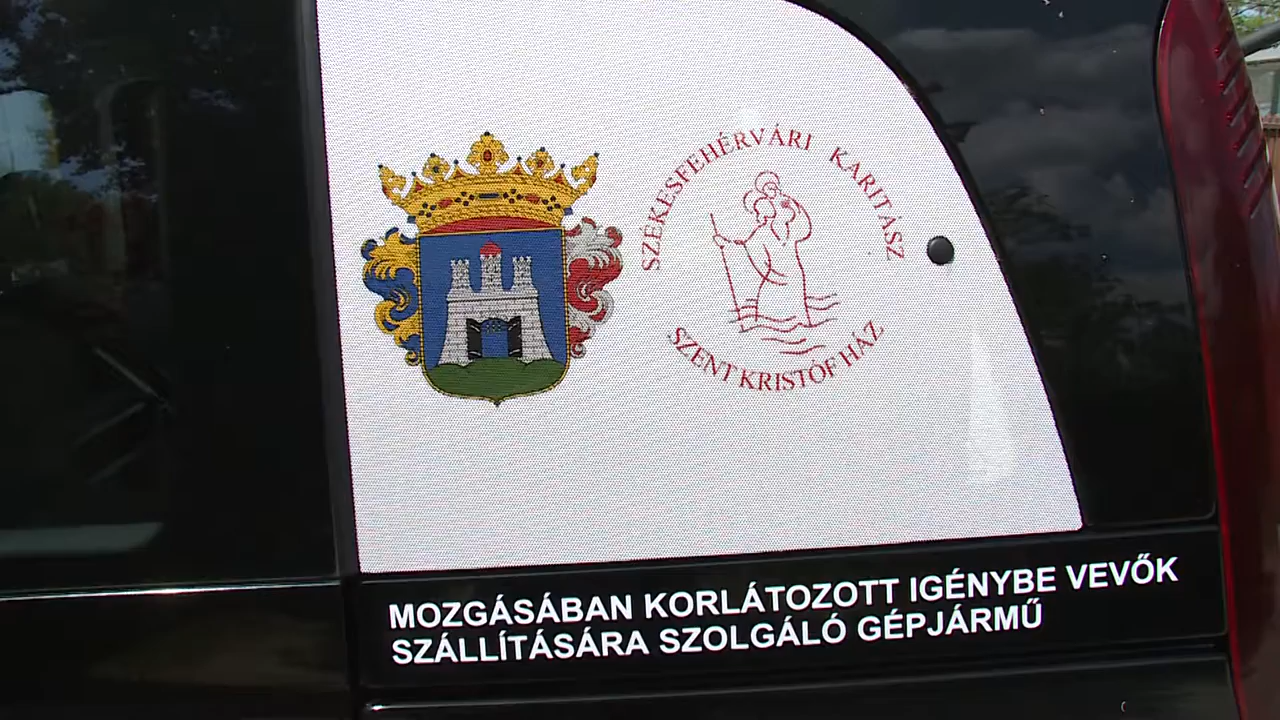 SZÉKESFEHÉRVÁRI KARITÁSZ
SZENT KRISTÓF HÁZ
MOZGÁSÁBAN KORLÁTOZOTT IGÉNYBE VEVŐK
SZÁLLÍTÁSÁRA SZOLGÁLÓ GÉPJÁRMŰ